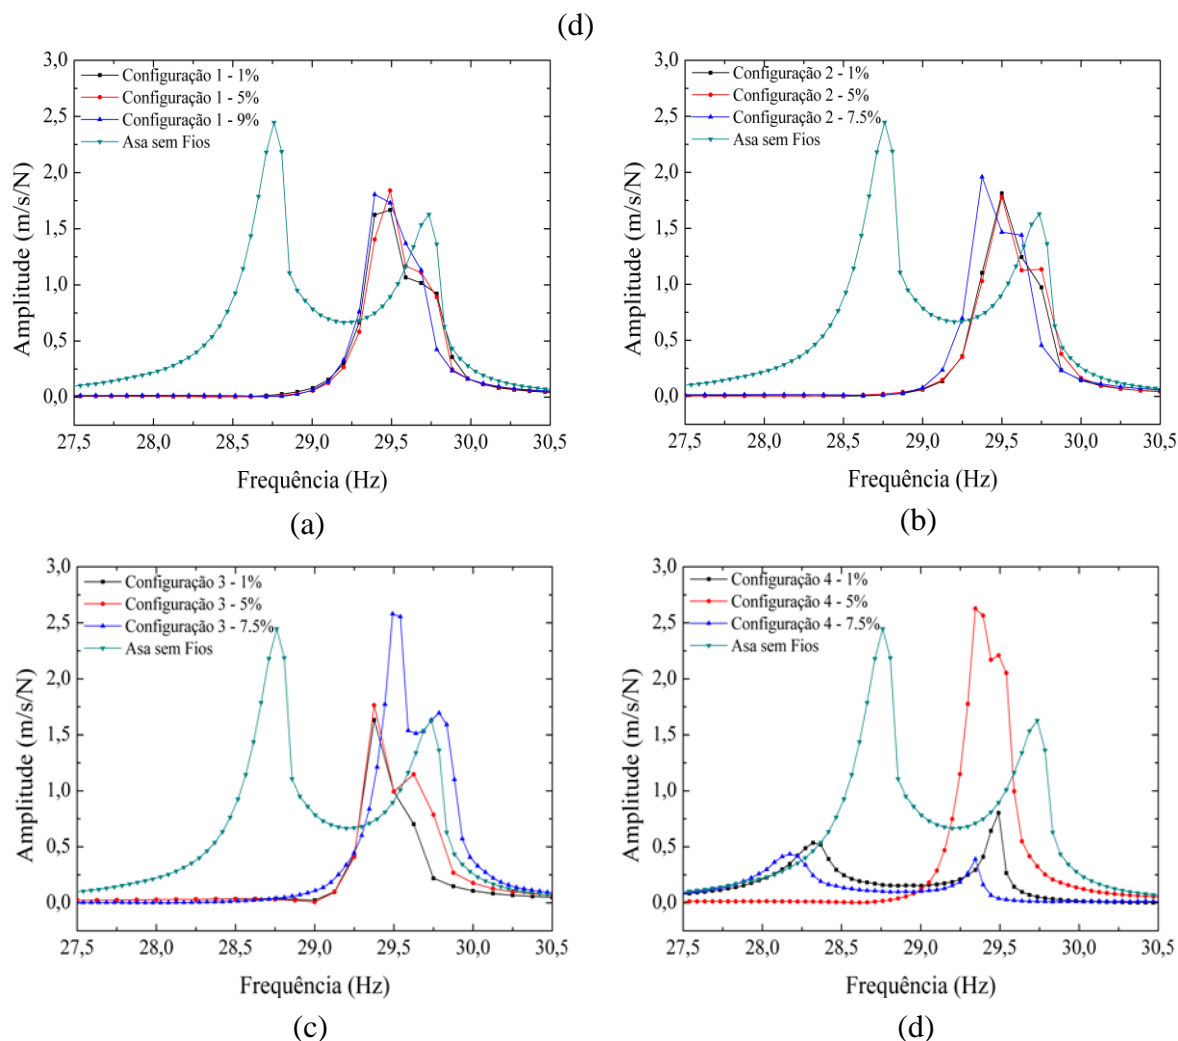 (d)
3,0
2,5
2,0
1,5
1,0
0,5
0,0
Amplitude (m/s/N)
Configuração 1 - 1%
Configuração 1 - 5%
Configuração 1 - 9%
Asa sem Fios
27,5 28,0 28,5 29,0 29,5 30,0 30,5
Frequência (Hz)
(a)
3,0
2,5
2,0
1,5
1,0
0,5
0,0
Amplitude (m/s/N)
Configuração 2 - 1%
Configuração 2 - 5%
Configuração 2 - 7.5%
Asa sem Fios
27,5 28,0 28,5 29,0 29,5 30,0 30,5
Frequência (Hz)
(b)
3,0
2,5
2,0
1,5
1,0
0,5
0,0
Amplitude (m/s/N)
Configuração 3 - 1%
Configuração 3 - 5%
Configuração 3 - 7.5%
Asa sem Fios
27,5 28,0 28,5 29,0 29,5 30,0 30,5
Frequência (Hz)
(c)
3,0
2,5
2,0
1,5
1,0
0,5
0,0
Amplitude (m/s/N)
Configuração 4 - 1%
Configuração 4 - 5%
Configuração 4 - 7.5%
Asa sem Fios
27,5 28,0 28,5 29,0 29,5 30,0 30,5
Frequência (Hz)
(d)